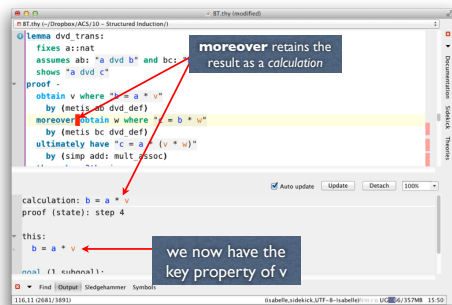 BT.thy (modified)
BT.thy (~/Dropbox/ACS/10 - Structured Induction/)
lemma dvd_trans:
fixes a::nat
assumes ab: "a dvd b" and bc:
shows "a dvd c"
proof -
obtain v where "b = a * v"
by (metis ab dvd_def)
moreover obtain w where "c = b * w"
by (metis bc dvd_def)
ultimately have "c = a * (v * w)"
by (simp add: mult_assoc)
moreover retains the
result as a calculation
Documentation
Sidekick
Theories
Auto update
Update
Detach
100%
calculation: b = a * v
proof (state): step 4
this:
b = a * v
goal (1 subgoal):
we now have the
key property of v
Find
Output
Sledgehammer
Symbols
116,11 (2681/3891)
(isabelle,sidekick,UTF-8-Isabelle)
15:50